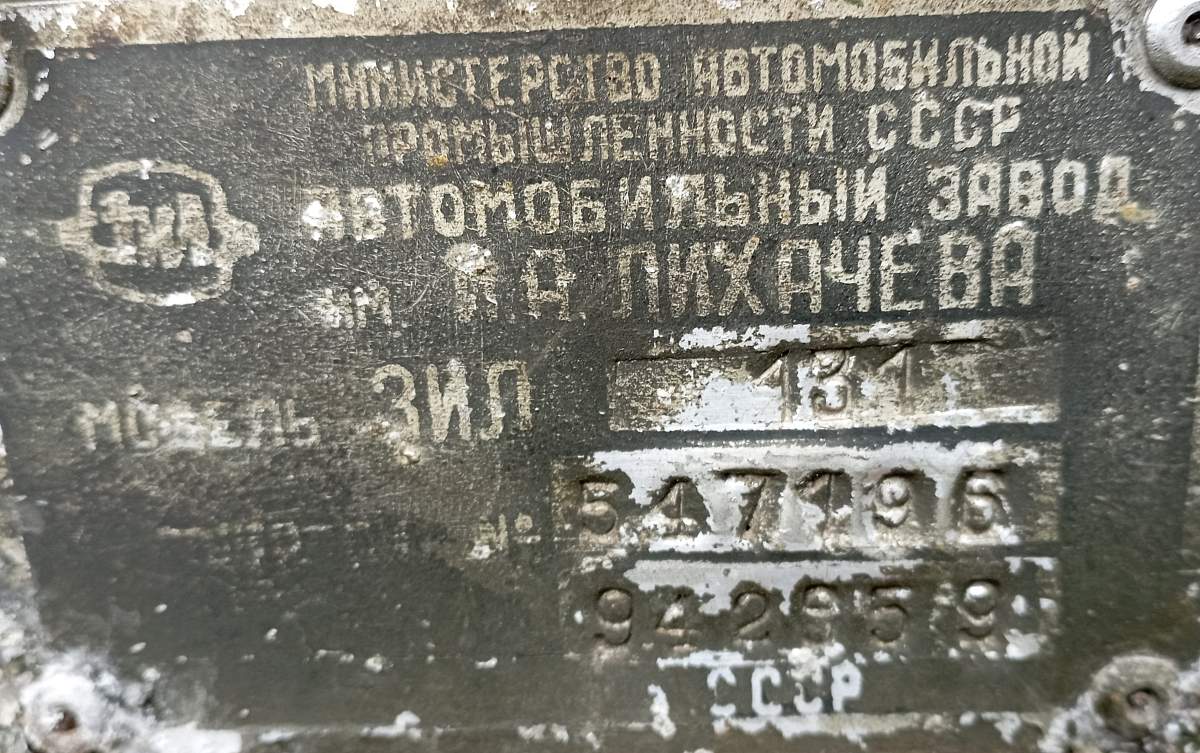 МИНИСТЕРСТВО АВТОМОБИЛЬНОЙ
ПРОМЫШЛЕННОСТИ СССР
ЗИЛ
АВТОМОБИЛЬНЫЙ ЗАВОД
ИМ. И.А. ЛИХАЧЕВА
МОДЕЛЬ ЗИЛ 131
№ 547196
942959
СССР